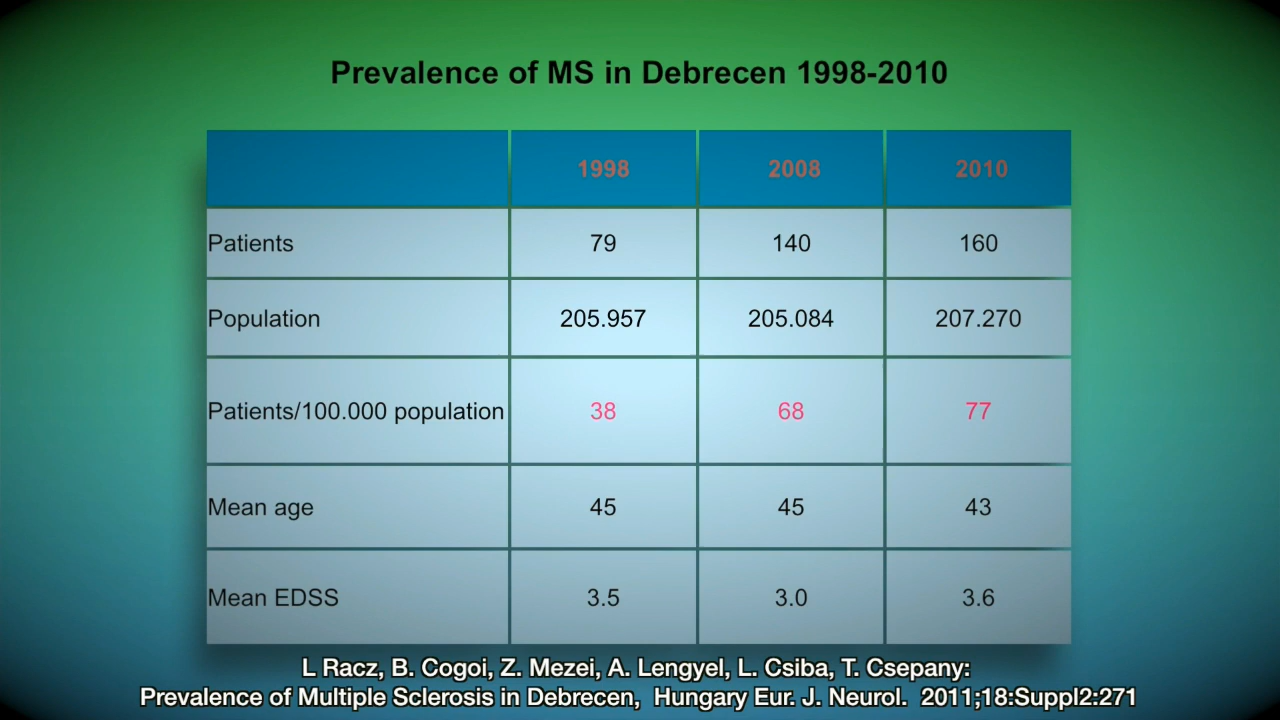 Prevalence of MS in Debrecen 1998-2010
1998 2008 2010
Patients 79 140 160
Population 205.957 205.084 207.270
Patients/100.000 population 38 68 77
Mean age 45 45 43
Mean EDSS 3.5 3.0 3.6
L Racz, B. Cogoi, Z. Mezei, A. Lengyel, L. Csiba, T. Csepany:
Prevalence of Multiple Sclerosis in Debrecen, Hungary Eur. J. Neurol. 2011;18:Suppl2:271